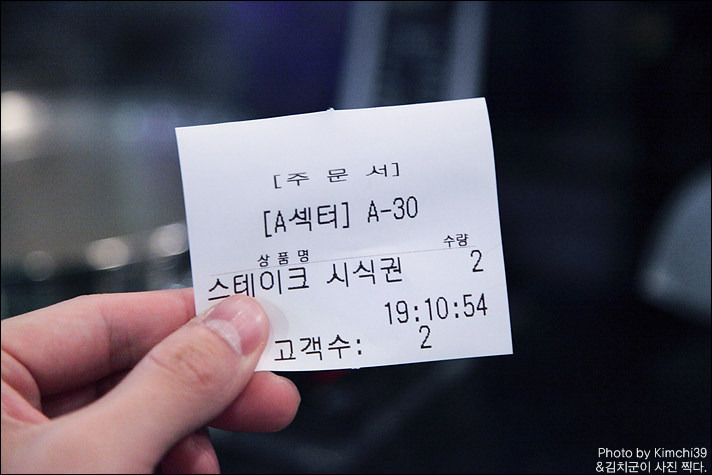 [주 문 서]
[A섹터] A-30
상 품 명 수량
스테이크 시식권 2
19:10:54
고객수: 2
Photo by Kimchi39
&김치군이 사진 찍다.